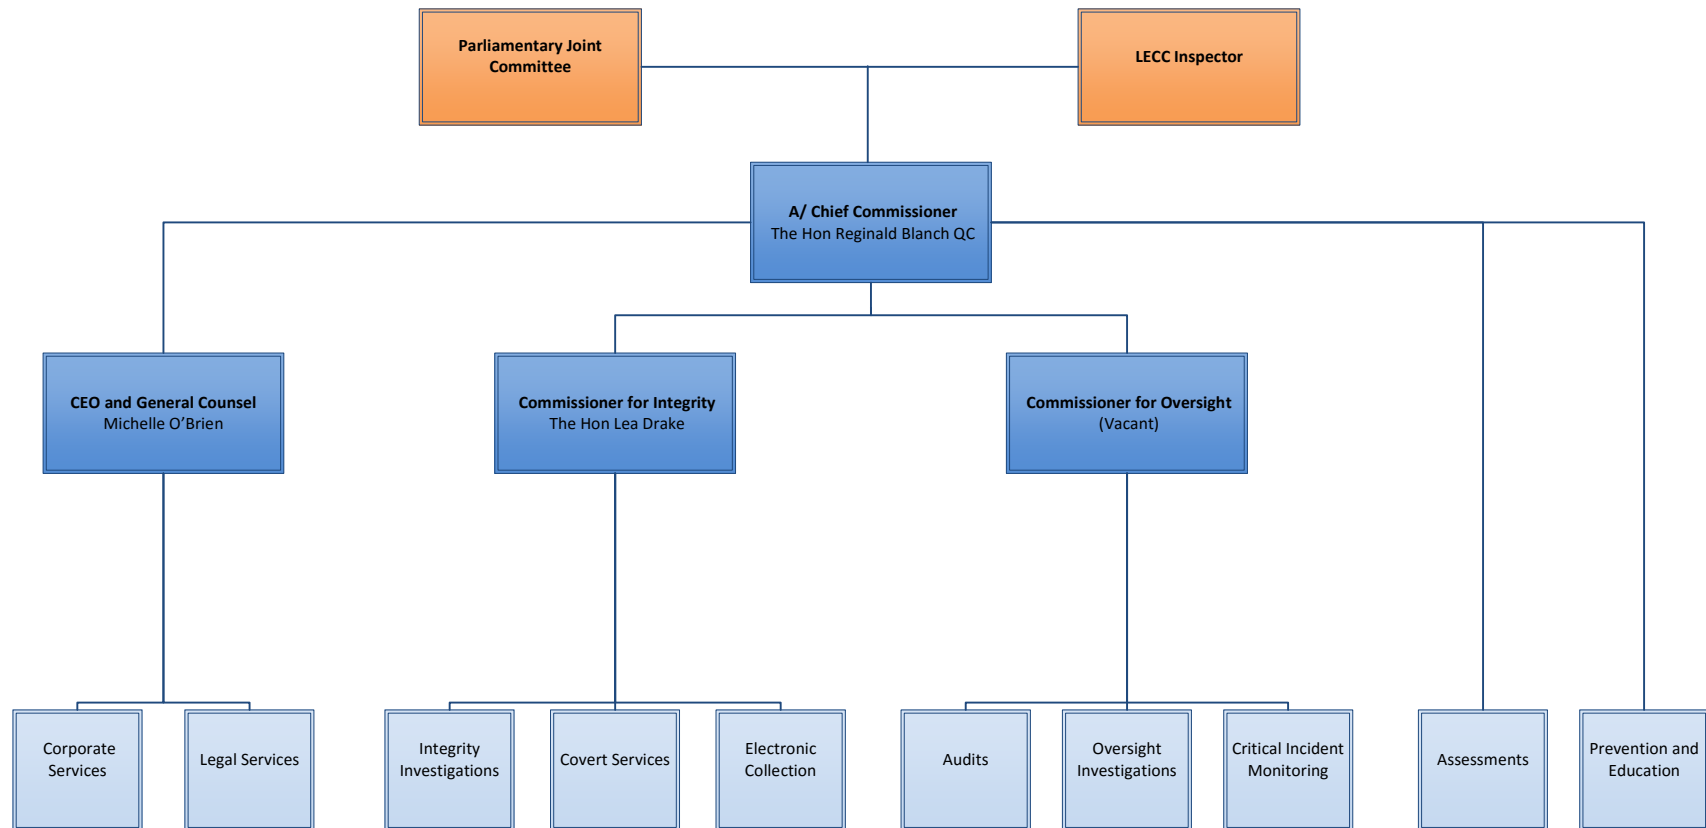 Parliamentary Joint
Committee
LECC Inspector
A/ Chief Commissioner
The Hon Reginald Blanch QC
CEO and General Counsel
Michelle O’Brien
Commissioner for Integrity
The Hon Lea Drake
Commissioner for Oversight
(Vacant)
Corporate
Services
Legal Services
Integrity
Investigations
Covert Services
Electronic
Collection
Audits
Oversight
Investigations
Critical Incident
Monitoring
Assessments
Prevention and
Education